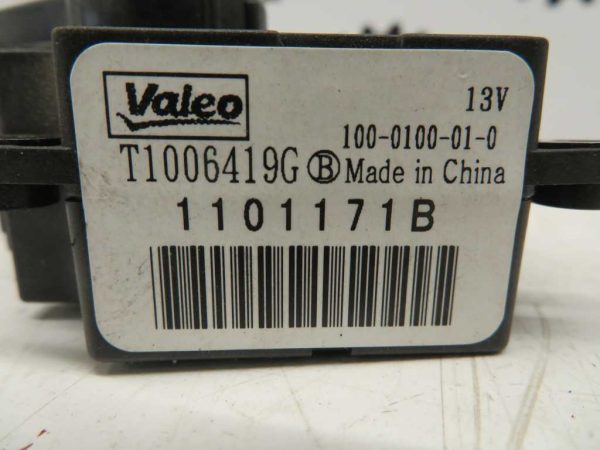 Valeo
13V
100-0100-01-0
T1006419G Ⓑ Made in China
1101171B